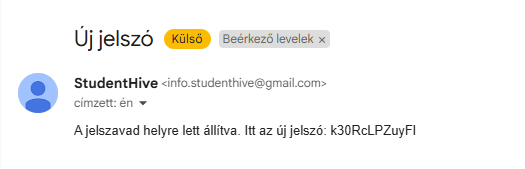 Új jelszó Külső Beérkező levelek ×
StudentHive <info.studenthive@gmail.com>
címzett: én
A jelszavad helyre lett állítva. Itt az új jelszó: k30RcLPZuyFI